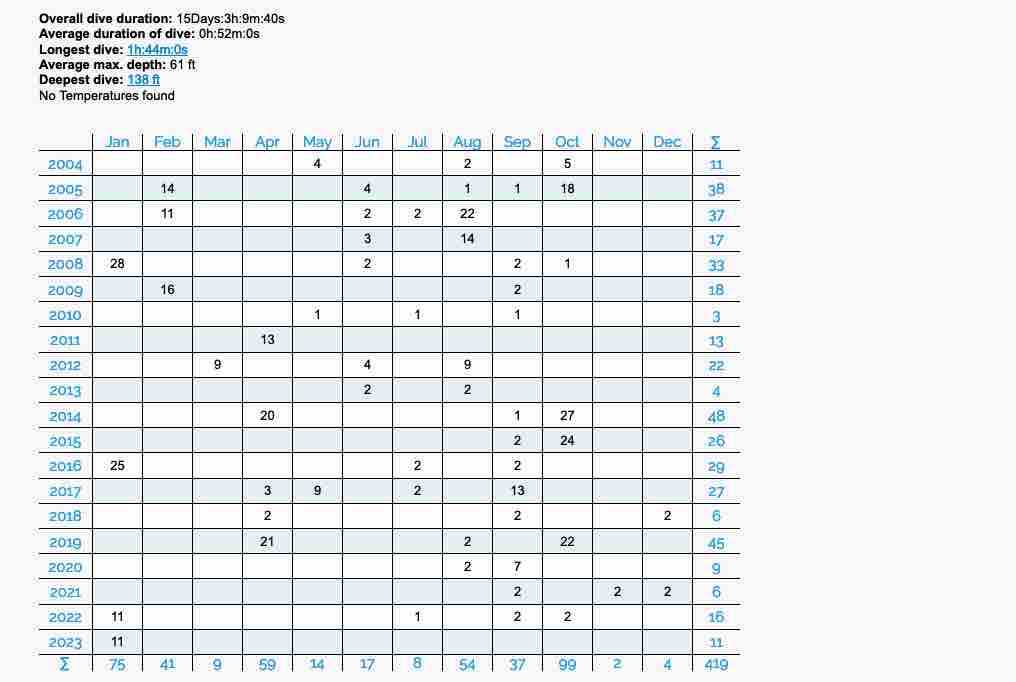 Overall dive duration: 15Days:3h:9m:40s
Average duration of dive: 0h:52m:0s
Longest dive: 1h:44m:0s
Average max. depth: 61 ft
Deepest dive: 138 ft
No Temperatures found
Jan Feb Mar Apr May Jun Jul Aug Sep Oct Nov Dec Σ
2004 4 2 5 11
2005 14 4 1 1 18 38
2006 11 2 2 22 37
2007 3 14 17
2008 28 2 2 1 33
2009 16 2 18
2010 1 1 1 3
2011 13 13
2012 9 4 9 22
2013 2 2 4
2014 20 1 27 48
2015 2 24 26
2016 25 2 2 29
2017 3 9 2 13 27
2018 2 2 2 6
2019 21 2 22 45
2020 2 7 9
2021 2 2 2 6
2022 11 1 2 2 16
2023 11 11
Σ 75 41 9 59 14 17 8 54 37 99 2 4 419